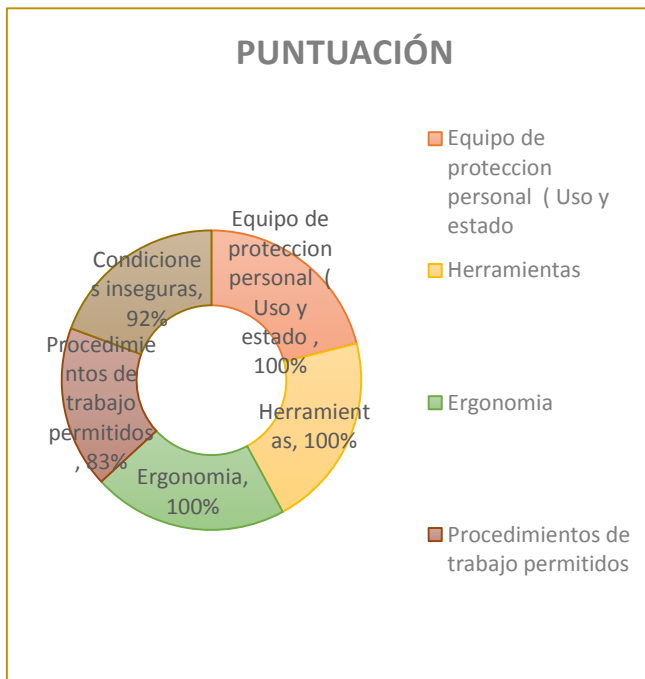 PUNTUACIÓN
Equipo de
proteccion
personal ( Uso y
estado ,
100%
Herramient
as, 100%
Ergonomia,
100%
Procedimie
ntos de
trabajo
permitidos
, 83%
Condicione
s inseguras,
92%
Equipo de
proteccion
personal ( Uso y
estado
Herramientas
Ergonomia
Procedimientos de
trabajo permitidos